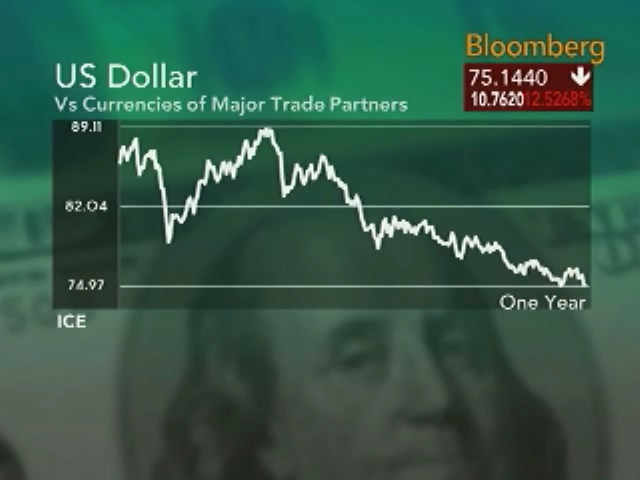 Bloomberg
US Dollar
75.1440
Vs Currencies of Major Trade Partners
10.7620 12.5268%
89.11
82.04
74.97
One Year
ICE